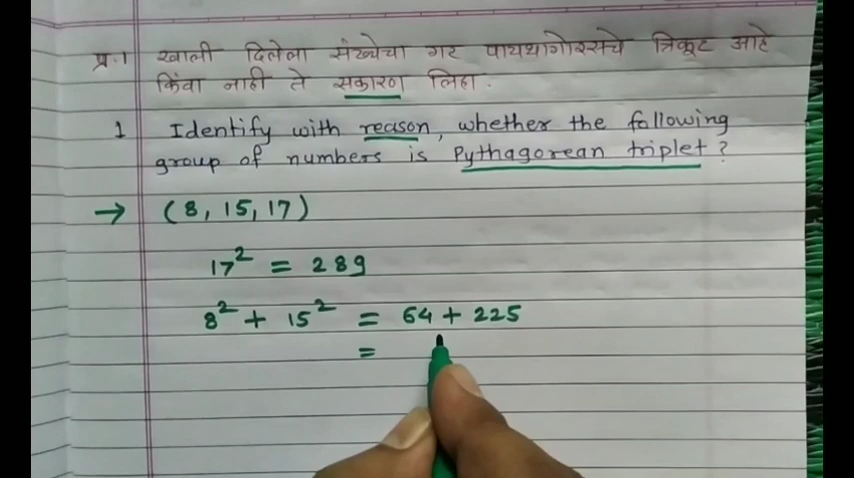 प्र.१ खाली दिलेला संख्येचा गट पायथागोरसचे त्रिकूट आहे
किंवा नाही ते सकारण लिहा.
1 Identify with reason, whether the following
group of numbers is Pythagorean triplet?
→ (8, 15, 17)
17² = 289
8² + 15² = 64 + 225
=